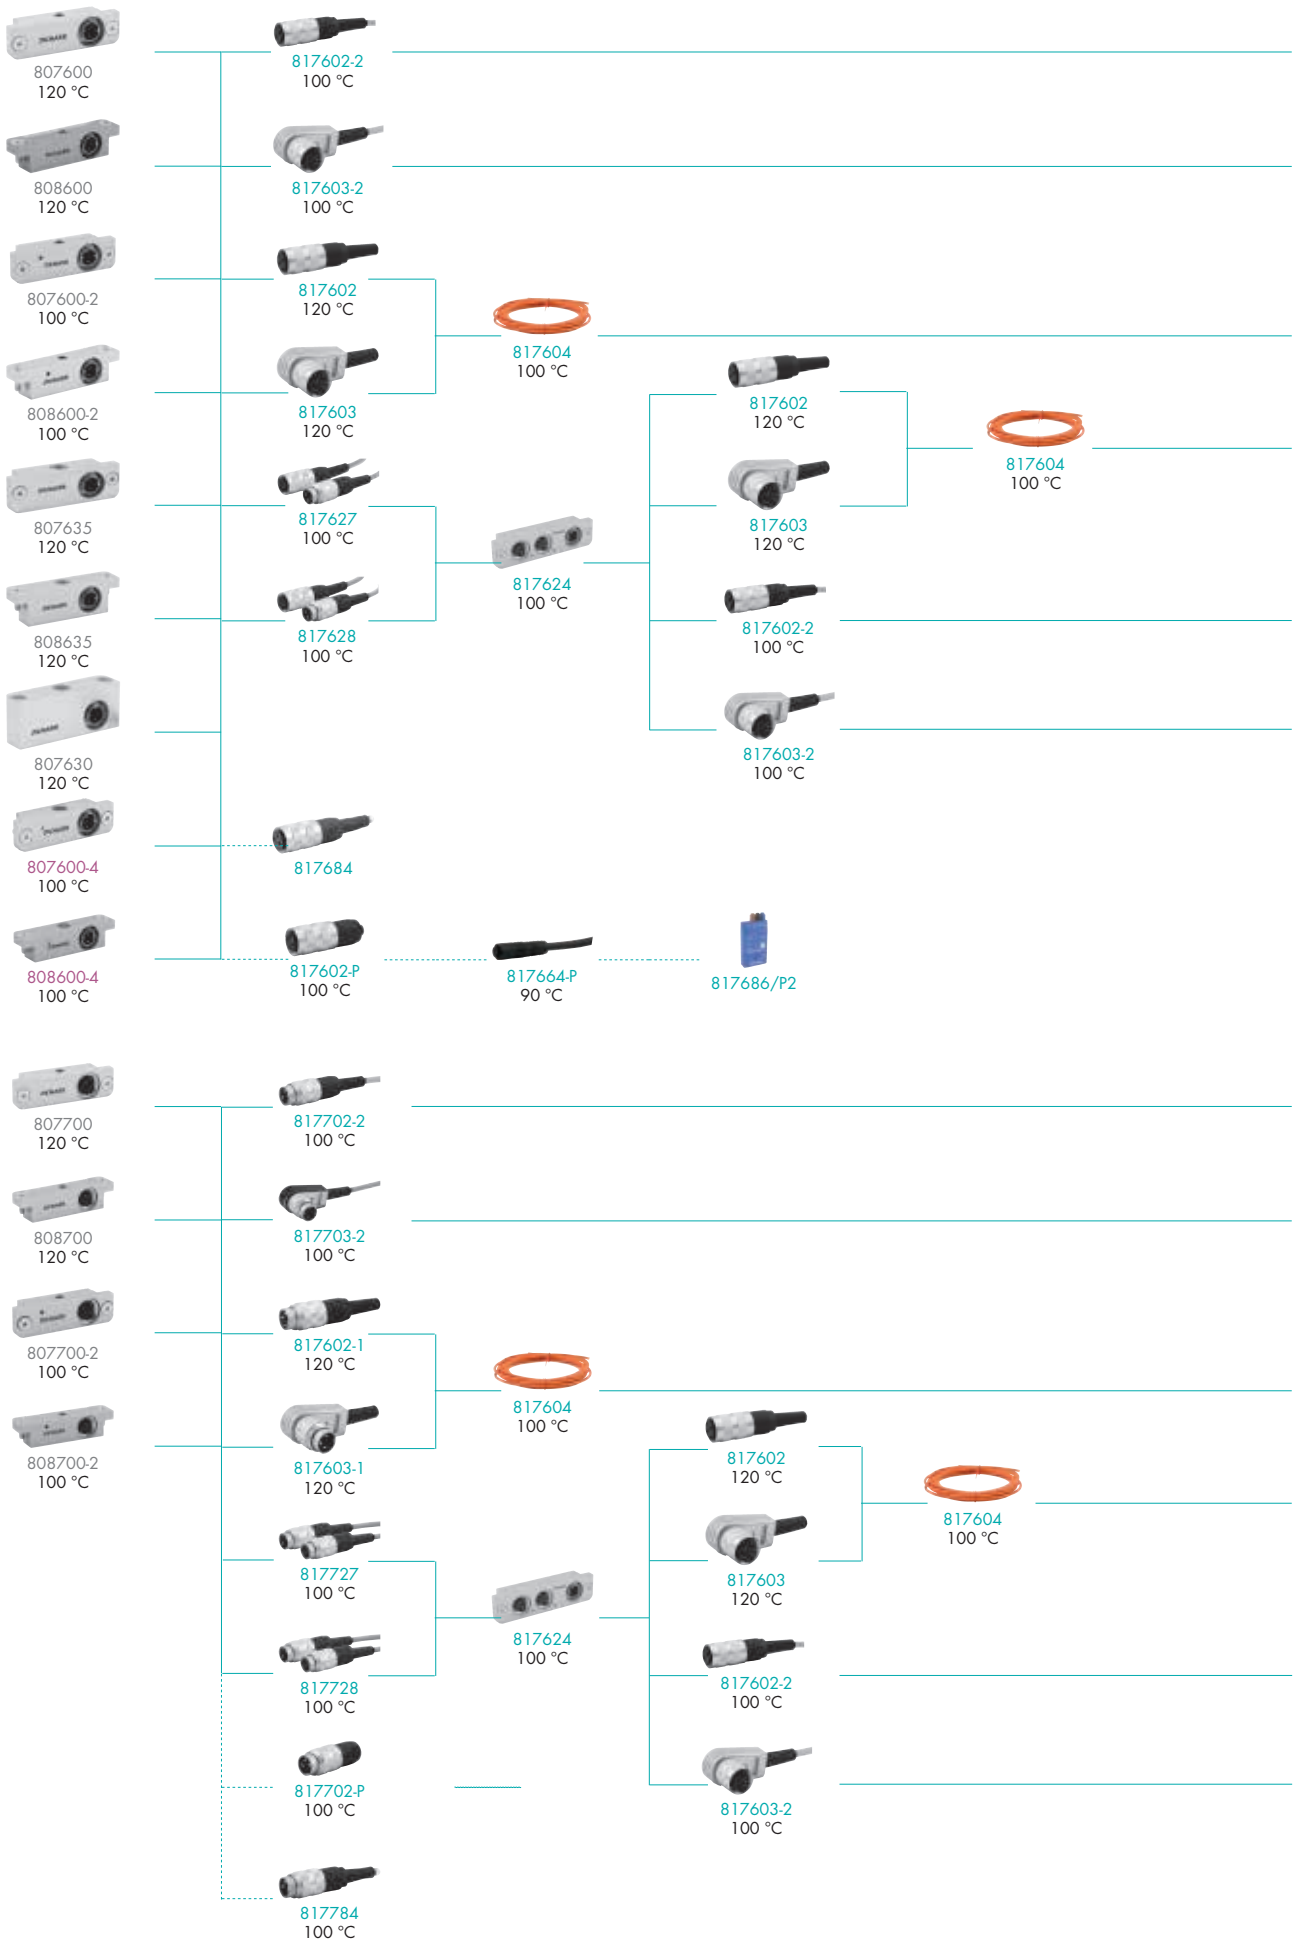 817602-2
807600
100 °C
120 °C
808600
817603-2
120 °C
100 °C
817602
807600-2
120 °C
100 °C
817604
100 °C
817602
808600-2
817603
120 °C
100 °C
120 °C
817604
100 °C
817627
807635
817603
100 °C
120 °C
120 °C
817624
100 °C
817602-2
808635
817628
100 °C
120 °C
100 °C
817603-2
807630
100 °C
120 °C
807600-4
817684
100 °C
808600-4
817602-P
817664-P
817686/P2
100 °C
100 °C
90 °C
807700
817702-2
120 °C
100 °C
808700
817703-2
120 °C
100 °C
807700-2
817602-1
100 °C
120 °C
817604
100 °C
817602
808700-2
817603-1
120 °C
100 °C
120 °C
817604
100 °C
817727
817603
100 °C
120 °C
817624
100 °C
817728
817602-2
100 °C
100 °C
817702-P
100 °C
817603-2
100 °C
817784
100 °C